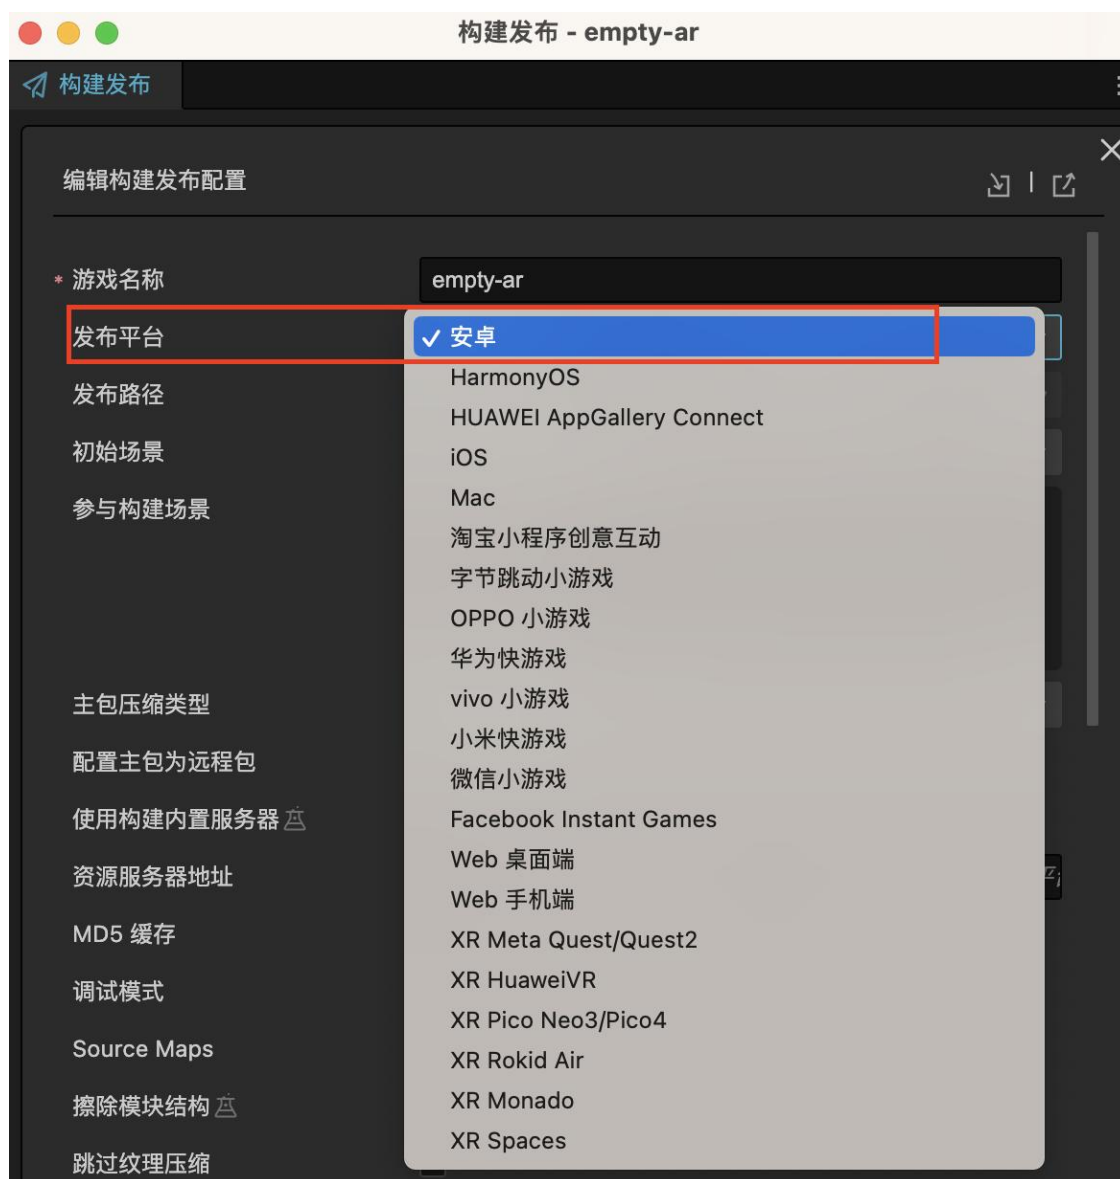 构建发布 - empty-ar
构建发布
编辑构建发布配置
* 游戏名称 empty-ar
发布平台 ✓ 安卓
发布路径 HarmonyOS
HUAWEI AppGallery Connect
初始场景 iOS
Mac
参与构建场景
淘宝小程序创意互动
字节跳动小游戏
OPPO 小游戏
华为快游戏
主包压缩类型 vivo 小游戏
小米快游戏
配置主包为远程包
微信小游戏
使用构建内置服务器 Facebook Instant Games
Web 桌面端
资源服务器地址
Web 手机端
MD5 缓存 XR Meta Quest/Quest2
调试模式 XR HuaweiVR
XR Pico Neo3/Pico4
Source Maps XR Rokid Air
擦除模块结构 XR Monado
XR Spaces
跳过纹理压缩